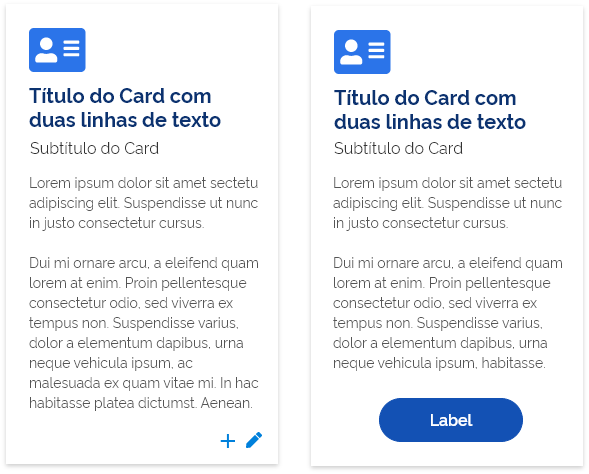 Título do Card com
duas linhas de texto
Subtítulo do Card
Lorem ipsum dolor sit amet sectetu
adipiscing elit. Suspendisse ut nunc
in justo consectetur cursus.
Dui mi ornare arcu, a eleifend quam
lorem at enim. Proin pellentesque
consectetur odio, sed viverra ex
tempus non. Suspendisse varius,
dolor a elementum dapibus, urna
neque vehicula ipsum, ac
malesuada ex quam vitae mi. In hac
habitasse platea dictumst. Aenean.
Título do Card com
duas linhas de texto
Subtítulo do Card
Lorem ipsum dolor sit amet sectetu
adipiscing elit. Suspendisse ut nunc
in justo consectetur cursus.
Dui mi ornare arcu, a eleifend quam
lorem at enim. Proin pellentesque
consectetur odio, sed viverra ex
tempus non. Suspendisse varius,
dolor a elementum dapibus, urna
neque vehicula ipsum, habitasse.
Label